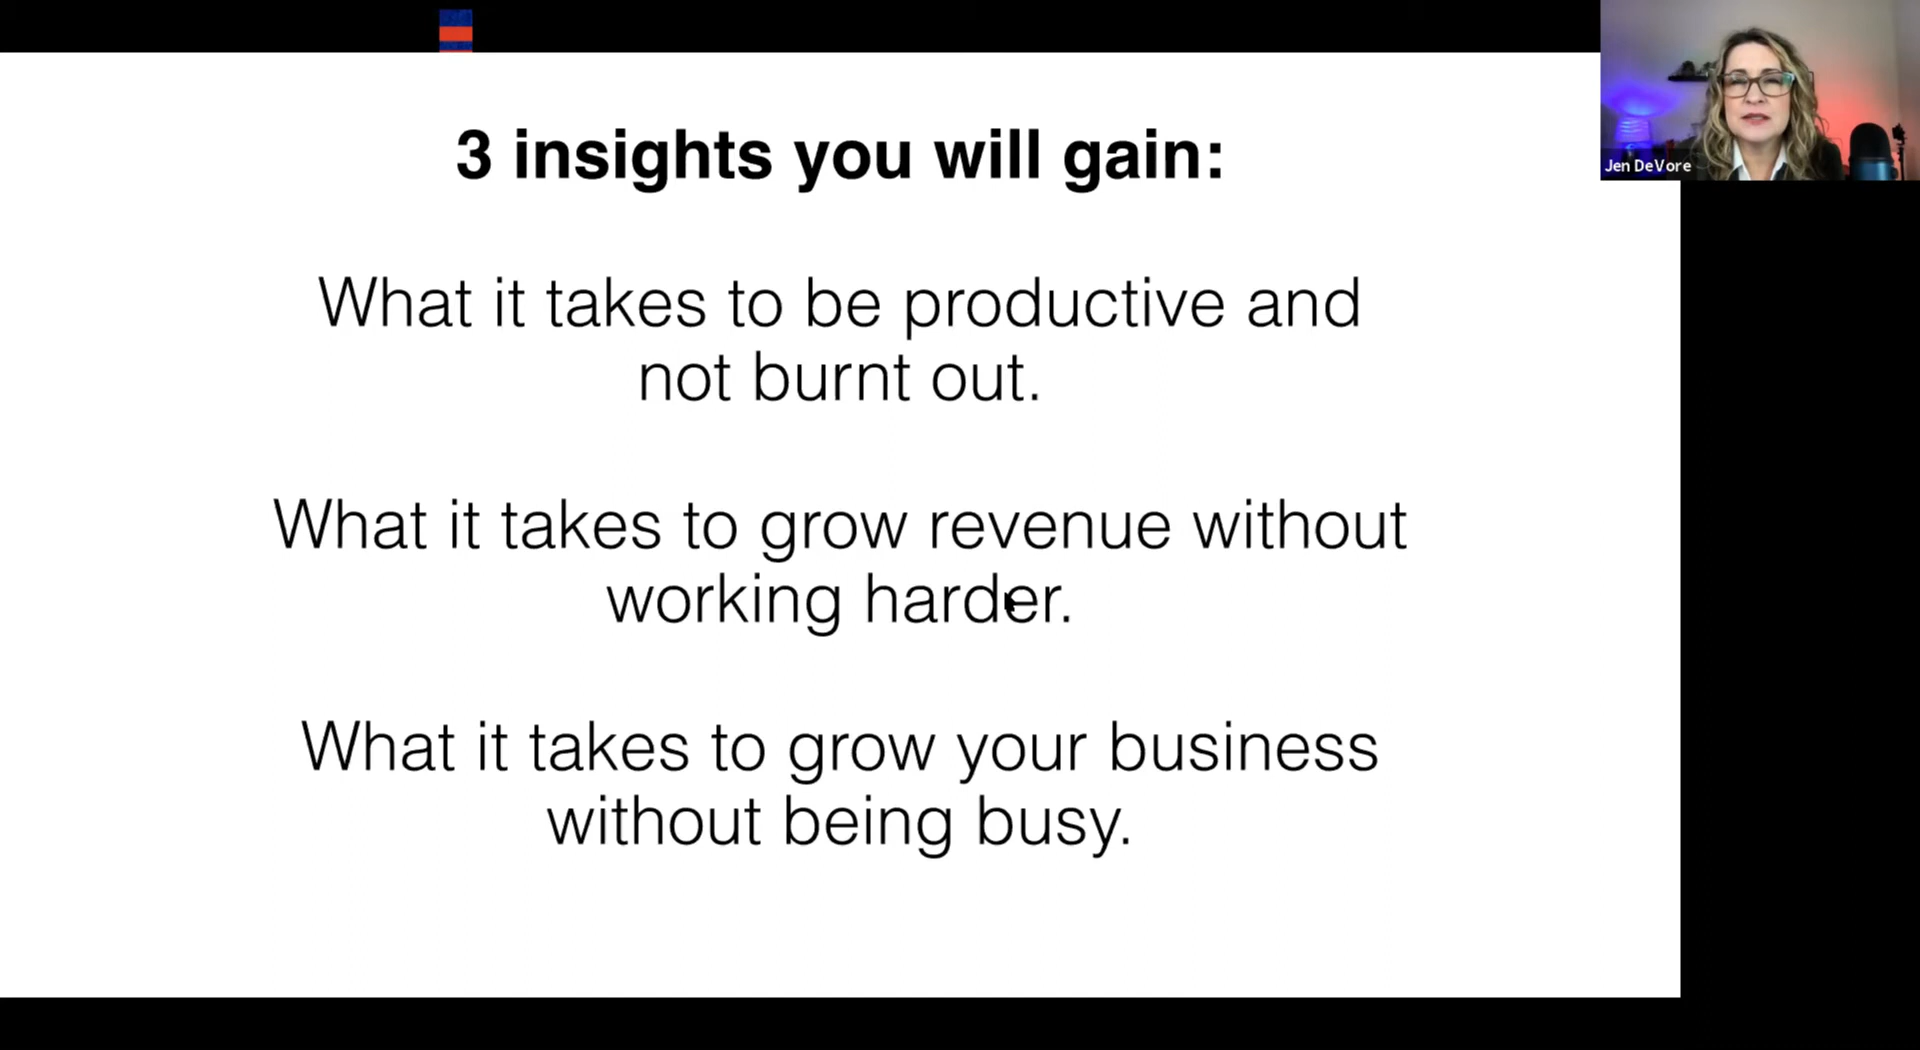 3 insights you will gain:
What it takes to be productive and
not burnt out.
What it takes to grow revenue without
working harder.
What it takes to grow your business
without being busy.
Jen DeVore